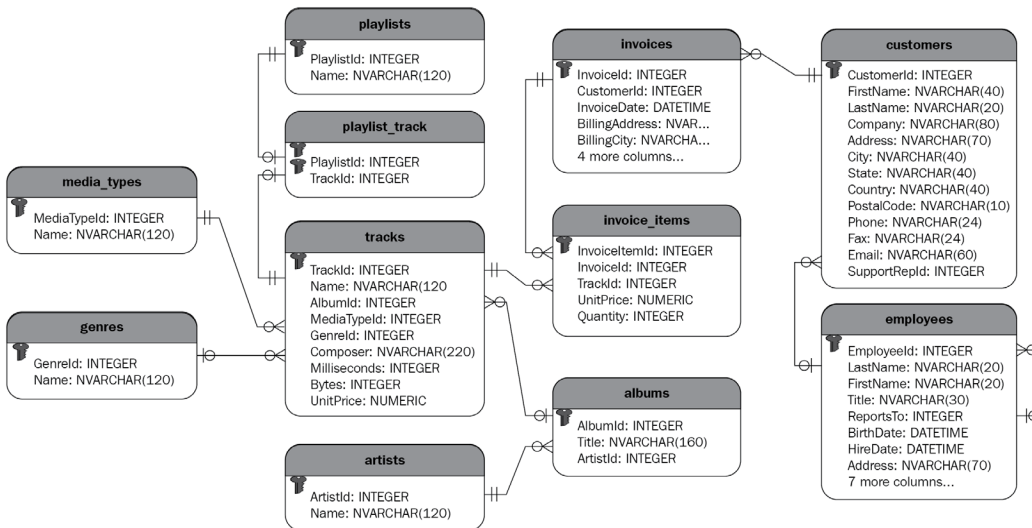 playlists
PlaylistId: INTEGER
Name: NVARCHAR(120)
playlist_track
PlaylistId: INTEGER
TrackId: INTEGER
media_types
MediaTypeId: INTEGER
Name: NVARCHAR(120)
genres
GenreId: INTEGER
Name: NVARCHAR(120)
tracks
TrackId: INTEGER
Name: NVARCHAR(120
AlbumId: INTEGER
MediaTypeId: INTEGER
GenreId: INTEGER
Composer: NVARCHAR(220)
Milliseconds: INTEGER
Bytes: INTEGER
UnitPrice: NUMERIC
artists
ArtistId: INTEGER
Name: NVARCHAR(120)
invoices
InvoiceId: INTEGER
CustomerId: INTEGER
InvoiceDate: DATETIME
BillingAddress: NVAR...
BillingCity: NVARCHA...
4 more columns...
invoice_items
InvoiceItemId: INTEGER
InvoiceId: INTEGER
TrackId: INTEGER
UnitPrice: NUMERIC
Quantity: INTEGER
albums
AlbumId: INTEGER
Title: NVARCHAR(160)
ArtistId: INTEGER
customers
CustomerId: INTEGER
FirstName: NVARCHAR(40)
LastName: NVARCHAR(20)
Company: NVARCHAR(80)
Address: NVARCHAR(70)
City: NVARCHAR(40)
State: NVARCHAR(40)
Country: NVARCHAR(40)
PostalCode: NVARCHAR(10)
Phone: NVARCHAR(24)
Fax: NVARCHAR(24)
Email: NVARCHAR(60)
SupportRepId: INTEGER
employees
EmployeeId: INTEGER
LastName: NVARCHAR(20)
FirstName: NVARCHAR(20)
Title: NVARCHAR(30)
ReportsTo: INTEGER
BirthDate: DATETIME
HireDate: DATETIME
Address: NVARCHAR(70)
7 more columns...